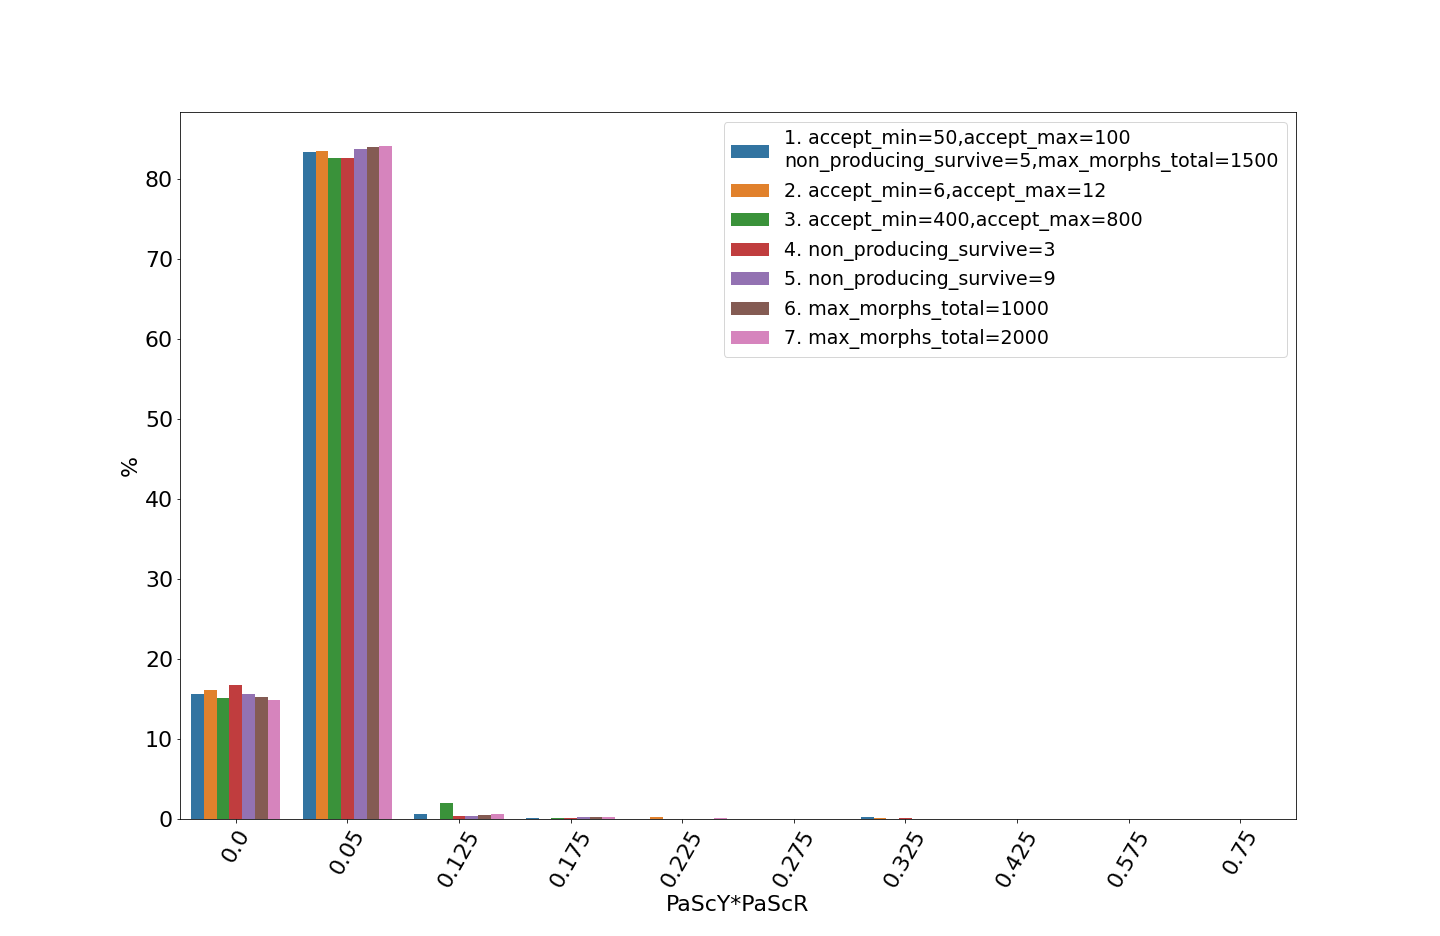 1. accept_min=50,accept_max=100
non_producing_survive=5,max_morphs_total=1500
2. accept_min=6,accept_max=12
3. accept_min=400,accept_max=800
4. non_producing_survive=3
5. non_producing_survive=9
6. max_morphs_total=1000
7. max_morphs_total=2000
80
70
60
50
40
30
20
10
0
%
0.0
0.05
0.125
0.175
0.225
0.275
0.325
0.425
0.575
0.75
PaScY*PaScR